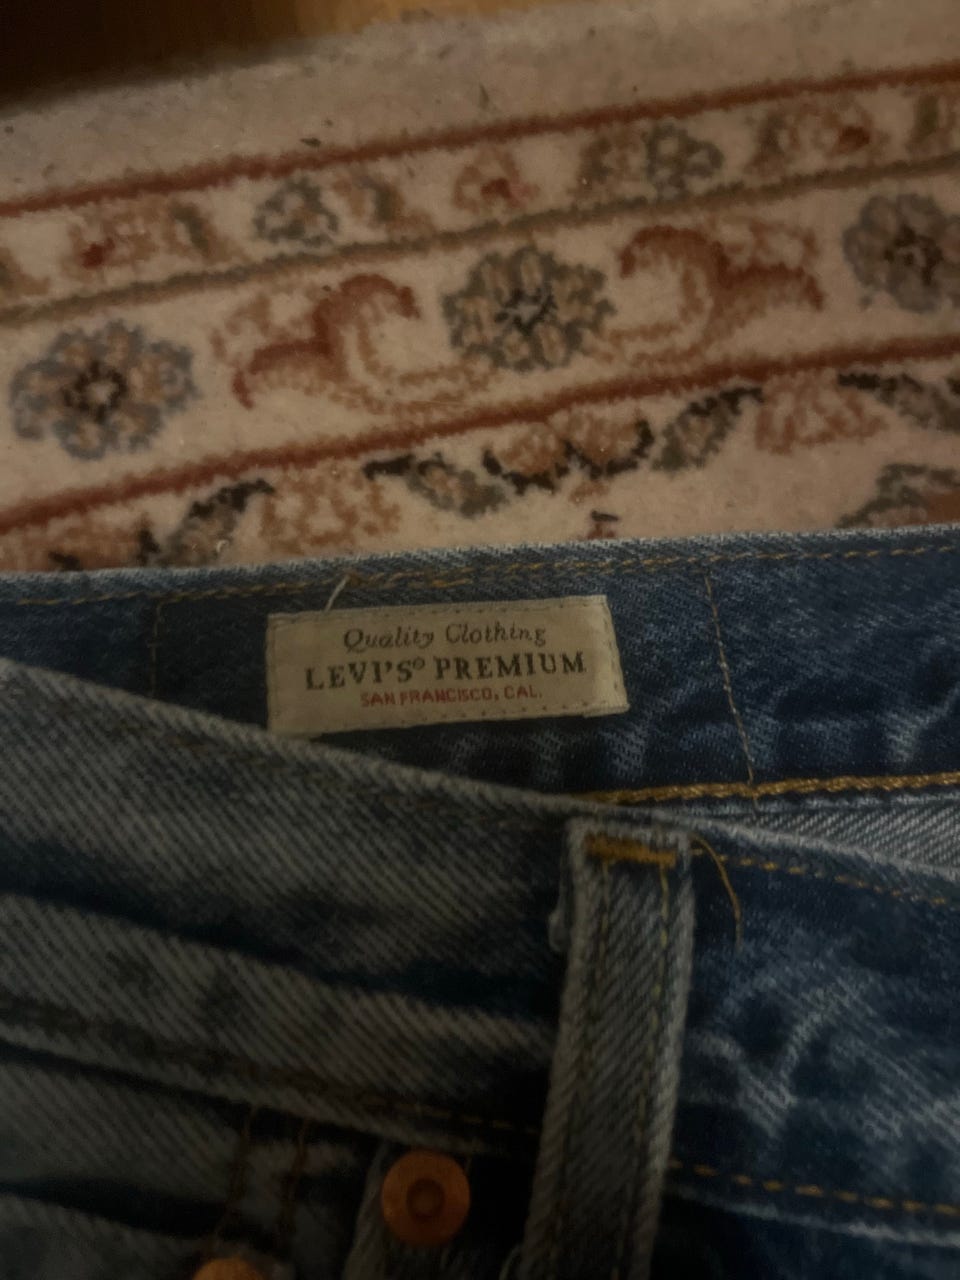 Quality Clothing
LEVI'S® PREMIUM
SAN FRANCISCO, CAL.